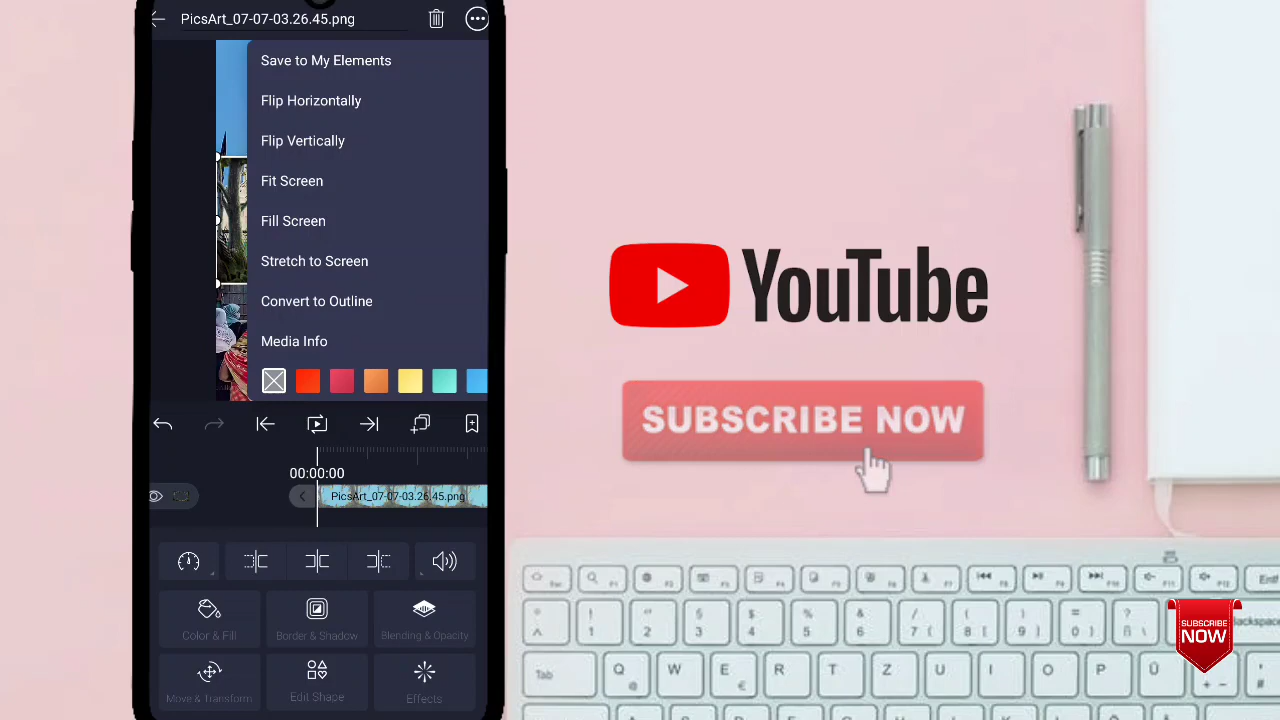 PicsArt_07-07-03.26.45.png
Save to My Elements
Flip Horizontally
Flip Vertically
Fit Screen
Fill Screen
Stretch to Screen
Convert to Outline
Media Info
00:00:00
PicsArt_07-07-03.26.45.png
Color & Fill
Border & Shadow
Blending & Opacity
Move & Transform
Edit Shape
Effects
YouTube
SUBSCRIBE NOW
SUBSCRIBE
NOW
Backspace
Tab
Q W E R T Z U I O P Ü